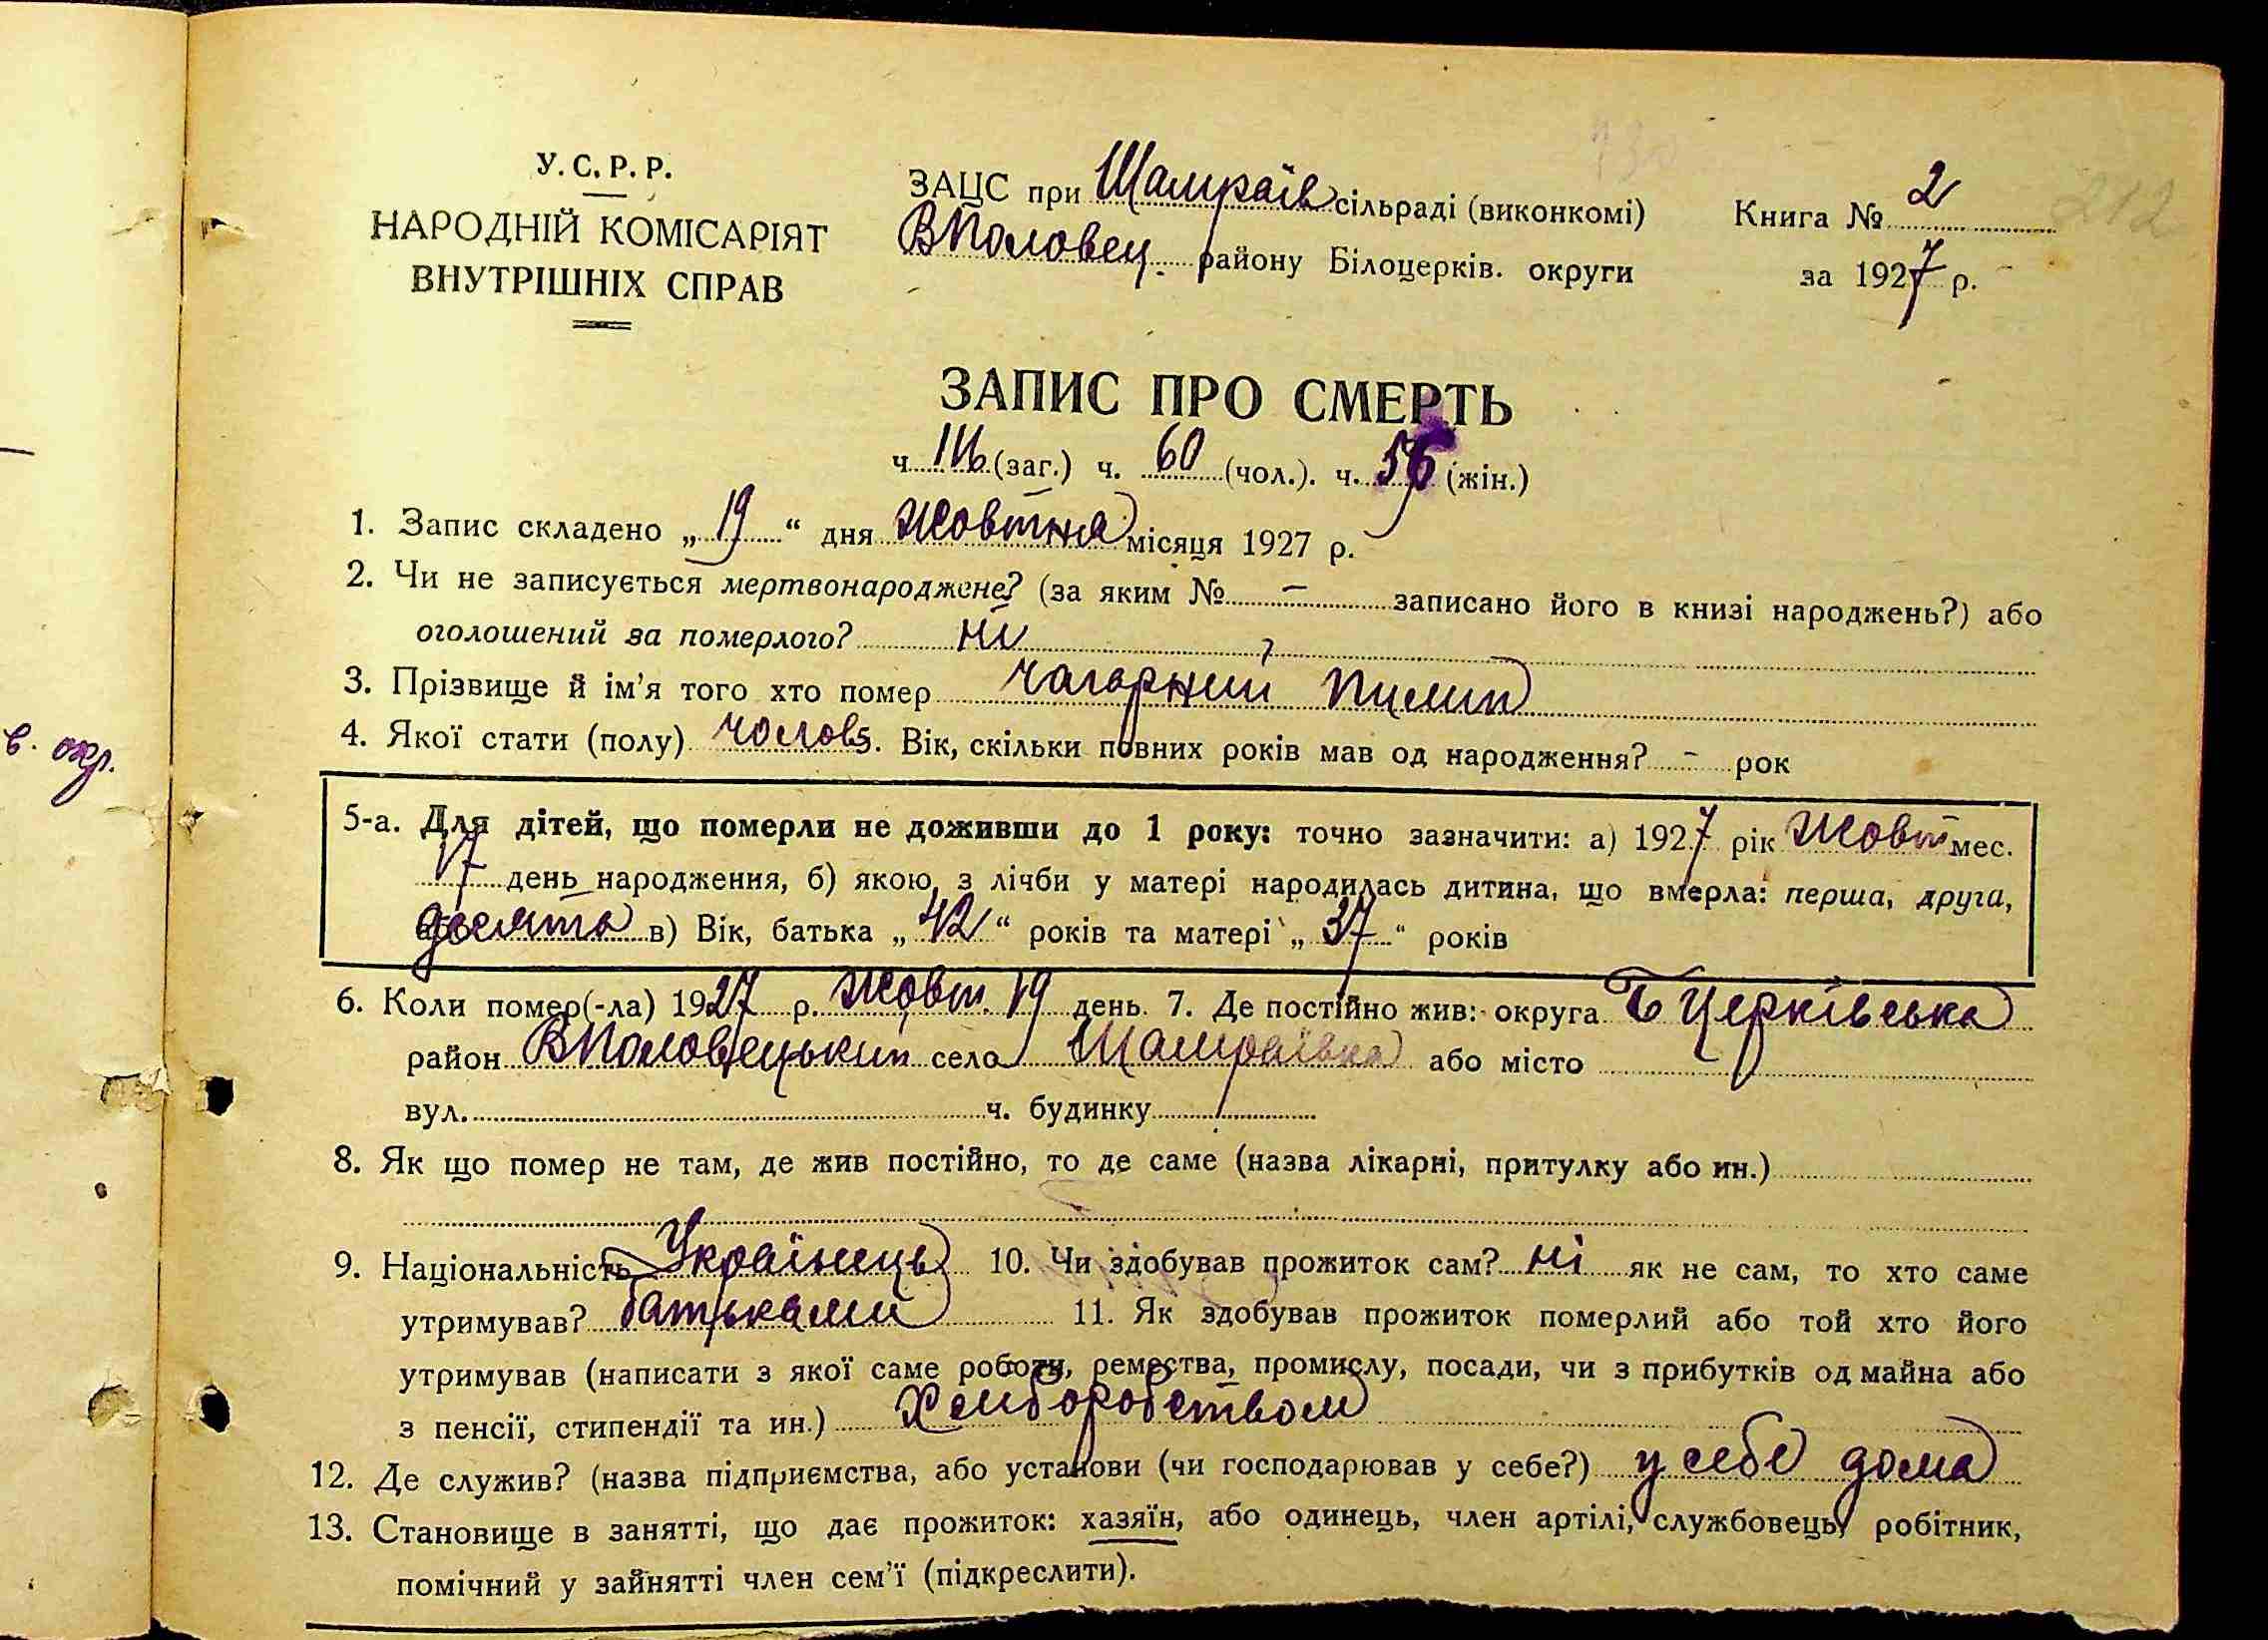 У. С. Р. Р.
НАРОДНІЙ КОМІСАРІЯТ
ВНУТРІШНІХ СПРАВ
ЗАЦС при Шамраїв сільраді (виконкомі)
ВПоловец. району Білоцерків. округи
Книга № 2
212
за 1927 р.
ЗАПИС ПРО СМЕРТЬ
ч 116 (заг.) ч. 60 (чол.). ч. 56 (жін.)
1. Запис складено „ 19 “ дня жовтня місяця 1927 р.
2. Чи не записується мертвонароджене? (за яким № – записано його в книзі народжень?) або
оголошений за померлого? ні
3. Прізвище й ім'я того хто помер Чагарний Пилип
4. Якої стати (полу) чолов. Вік, скільки повних років мав од народження? – рок
5-а. Для дітей, що померли не доживши до 1 року: точно зазначити: а) 1927 рік Жовт мес.
17 день народження, б) якою з лічби у матері народилась дитина, що вмерла: перша, друга,
десята в) Вік, батька „ 42 “ років та матері „ 37 “ років
6. Коли помер(-ла) 1927 р. Жовт. 19 день. 7. Де постійно жив: округа Б Церківська
район ВПоловецький село Шамраївка або місто
вул. ч. будинку
8. Як що помер не там, де жив постійно, то де саме (назва лікарні, притулку або ин.)
9. Національність Українець 10. Чи здобував прожиток сам? ні як не сам, то хто саме
утримував? батьками 11. Як здобував прожиток померлий або той хто його
утримував (написати з якої саме роботи, ремества, промислу, посади, чи з прибутків од майна або
з пенсії, стипендії та ин.) Хлиборобством
12. Де служив? (назва підприємства, або установи (чи господарював у себе?) у себе дома
13. Становище в занятті, що дає прожиток: хазяїн, або одинець, член артілі, службовець, робітник,
помічний у зайнятті член сем'ї (підкреслити).
в. окр.